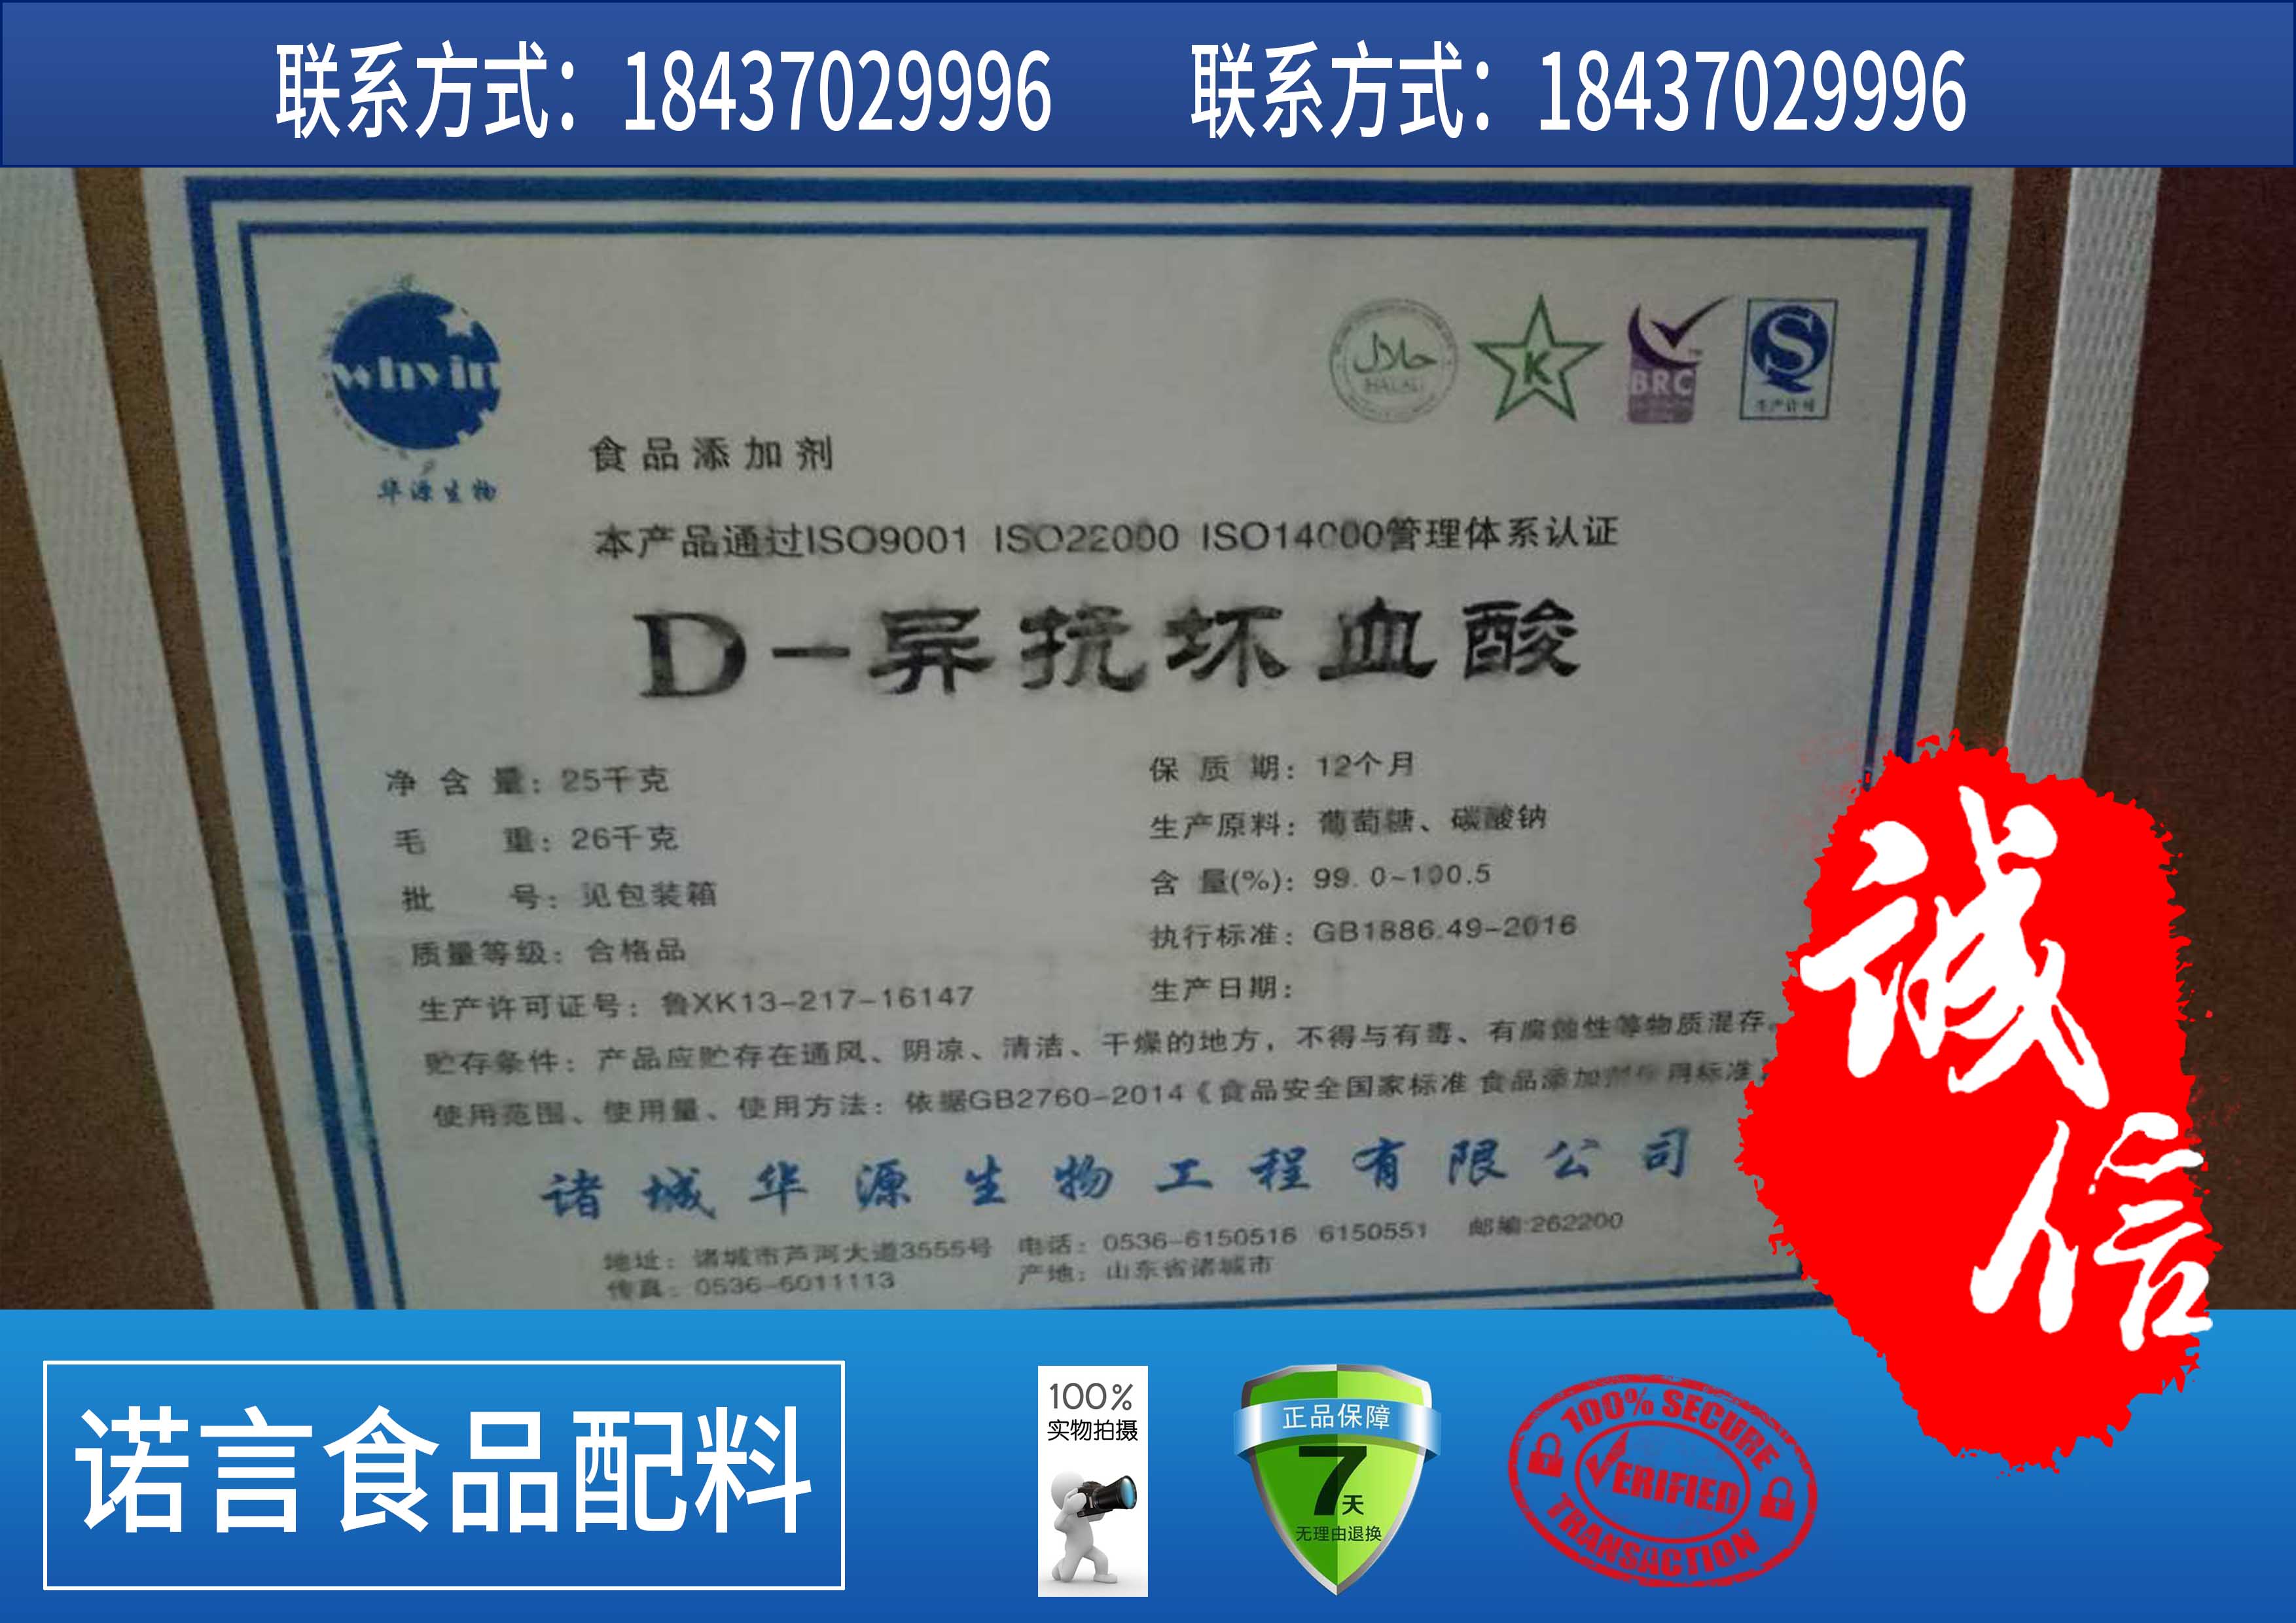 联系方式：18437029996 联系方式：18437029996
whyin
华源生物
حلال
HALAL
K
BRC
S
生产许可
食品添加剂
本产品通过ISO9001 ISO22000 ISO14000管理体系认证
D-异抗坏血酸
净含量：25千克
毛重：26千克
批号：见包装箱
质量等级：合格品
生产许可证号：鲁XK13-217-16147
保质期：12个月
生产原料：葡萄糖、碳酸钠
含量(%)：99.0~100.5
执行标准：GB1886.49-2016
生产日期：
贮存条件：产品应贮存在通风、阴凉、清洁、干燥的地方，不得与有毒、有腐蚀性等物质混存。
使用范围、使用量、使用方法：依据GB2760-2014《食品安全国家标准 食品添加剂使用标准》
诸城华源生物工程有限公司
地址：诸城市芦河大道3555号 电话：0536-6150516 6150551 邮编:262200
传真：0536-6011113 产地：山东省诸城市
诚信
诺言食品配料
100%
实物拍摄
正品保障
7天
无理由退换
100% SECURE
VERIFIED
TRANSACTION